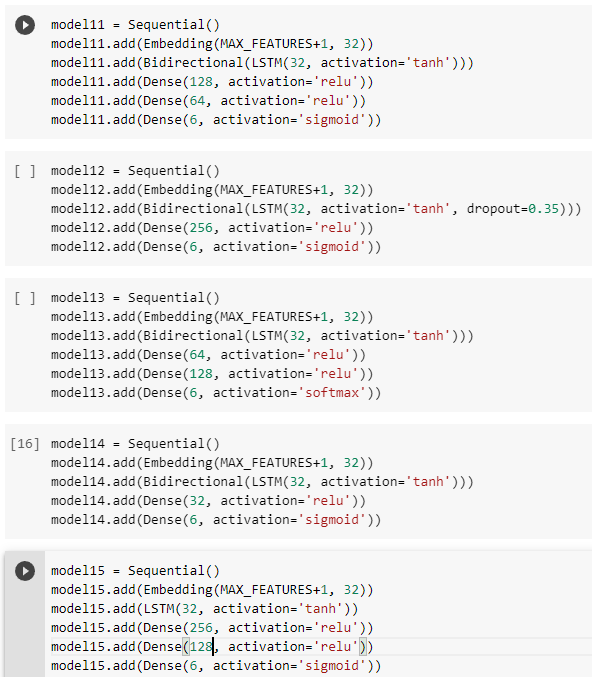 model11 = Sequential()
model11.add(Embedding(MAX_FEATURES+1, 32))
model11.add(Bidirectional(LSTM(32, activation='tanh')))
model11.add(Dense(128, activation='relu'))
model11.add(Dense(64, activation='relu'))
model11.add(Dense(6, activation='sigmoid'))
[ ] model12 = Sequential()
model12.add(Embedding(MAX_FEATURES+1, 32))
model12.add(Bidirectional(LSTM(32, activation='tanh', dropout=0.35)))
model12.add(Dense(256, activation='relu'))
model12.add(Dense(6, activation='sigmoid'))
[ ] model13 = Sequential()
model13.add(Embedding(MAX_FEATURES+1, 32))
model13.add(Bidirectional(LSTM(32, activation='tanh')))
model13.add(Dense(64, activation='relu'))
model13.add(Dense(128, activation='relu'))
model13.add(Dense(6, activation='softmax'))
[16] model14 = Sequential()
model14.add(Embedding(MAX_FEATURES+1, 32))
model14.add(Bidirectional(LSTM(32, activation='tanh')))
model14.add(Dense(32, activation='relu'))
model14.add(Dense(6, activation='sigmoid'))
model15 = Sequential()
model15.add(Embedding(MAX_FEATURES+1, 32))
model15.add(LSTM(32, activation='tanh'))
model15.add(Dense(256, activation='relu'))
model15.add(Dense(128, activation='relu'))
model15.add(Dense(6, activation='sigmoid'))